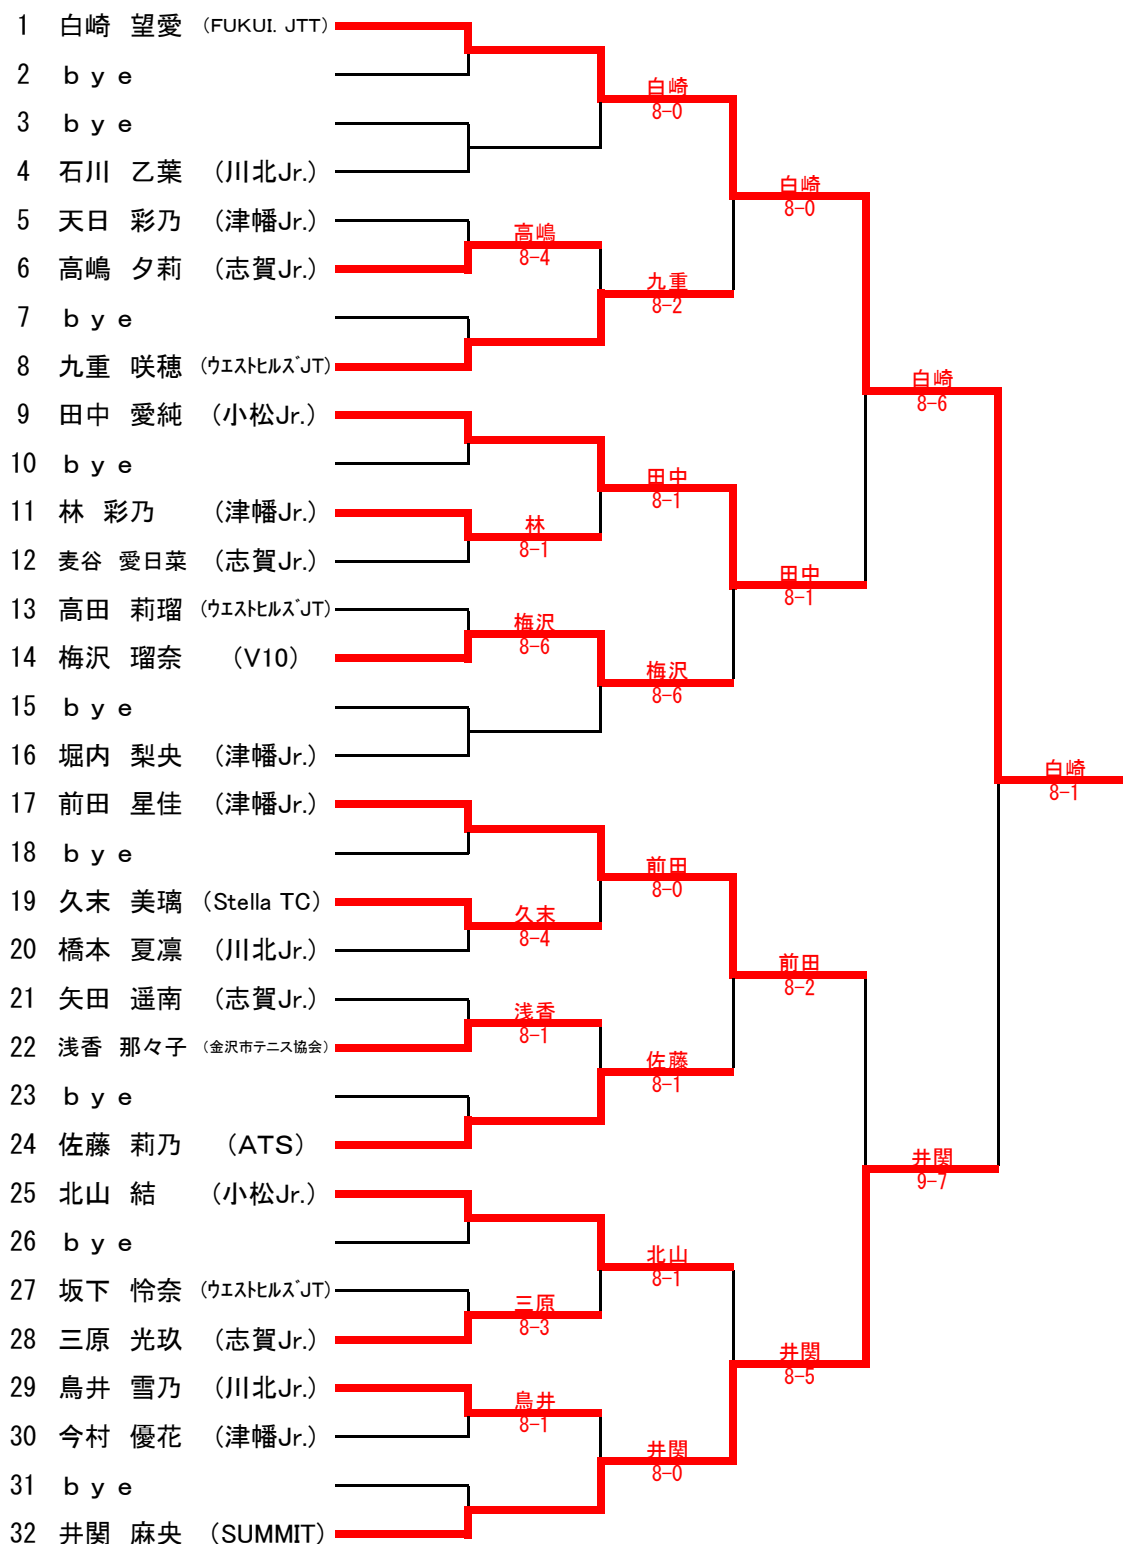 1 白崎 望愛 (FUKUI. JTT)
2 ｂｙｅ
白崎
8-0
3 ｂｙｅ
4 石川 乙葉 (川北Jr.)
白崎
8-0
5 天日 彩乃 (津幡Jr.)
高嶋
8-4
6 高嶋 夕莉 (志賀Jr.)
九重
8-2
7 ｂｙｅ
8 九重 咲穂 (ｳｴｽﾄﾋﾙｽﾞJT)
白崎
8-6
9 田中 愛純 (小松Jr.)
10 ｂｙｅ
田中
8-1
11 林 彩乃 (津幡Jr.)
林
8-1
12 麦谷 愛日菜 (志賀Jr.)
田中
8-1
13 高田 莉瑠 (ｳｴｽﾄﾋﾙｽﾞJT)
梅沢
8-6
14 梅沢 瑠奈 (V10)
梅沢
8-6
15 ｂｙｅ
16 堀内 梨央 (津幡Jr.)
白崎
8-1
17 前田 星佳 (津幡Jr.)
18 ｂｙｅ
前田
8-0
19 久末 美璃 (Stella TC)
久末
8-4
20 橋本 夏凛 (川北Jr.)
前田
8-2
21 矢田 遥南 (志賀Jr.)
浅香
8-1
22 浅香 那々子 (金沢市テニス協会)
佐藤
8-1
23 ｂｙｅ
24 佐藤 莉乃 (ATS)
井関
9-7
25 北山 結 (小松Jr.)
26 ｂｙｅ
北山
8-1
27 坂下 怜奈 (ｳｴｽﾄﾋﾙｽﾞJT)
三原
8-3
28 三原 光玖 (志賀Jr.)
井関
8-5
29 鳥井 雪乃 (川北Jr.)
鳥井
8-1
30 今村 優花 (津幡Jr.)
井関
8-0
31 ｂｙｅ
32 井関 麻央 (SUMMIT)